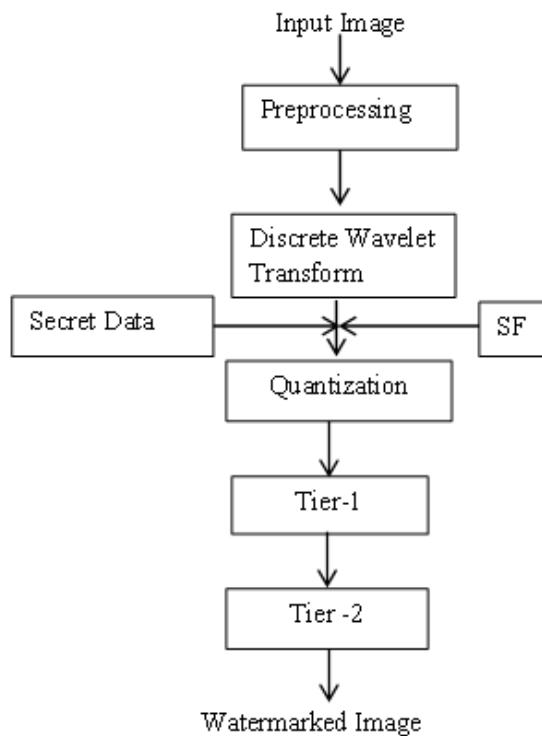 Input Image
Preprocessing
Discrete Wavelet
Transform
Secret Data
SF
Quantization
Tier-1
Tier -2
Watermarked Image